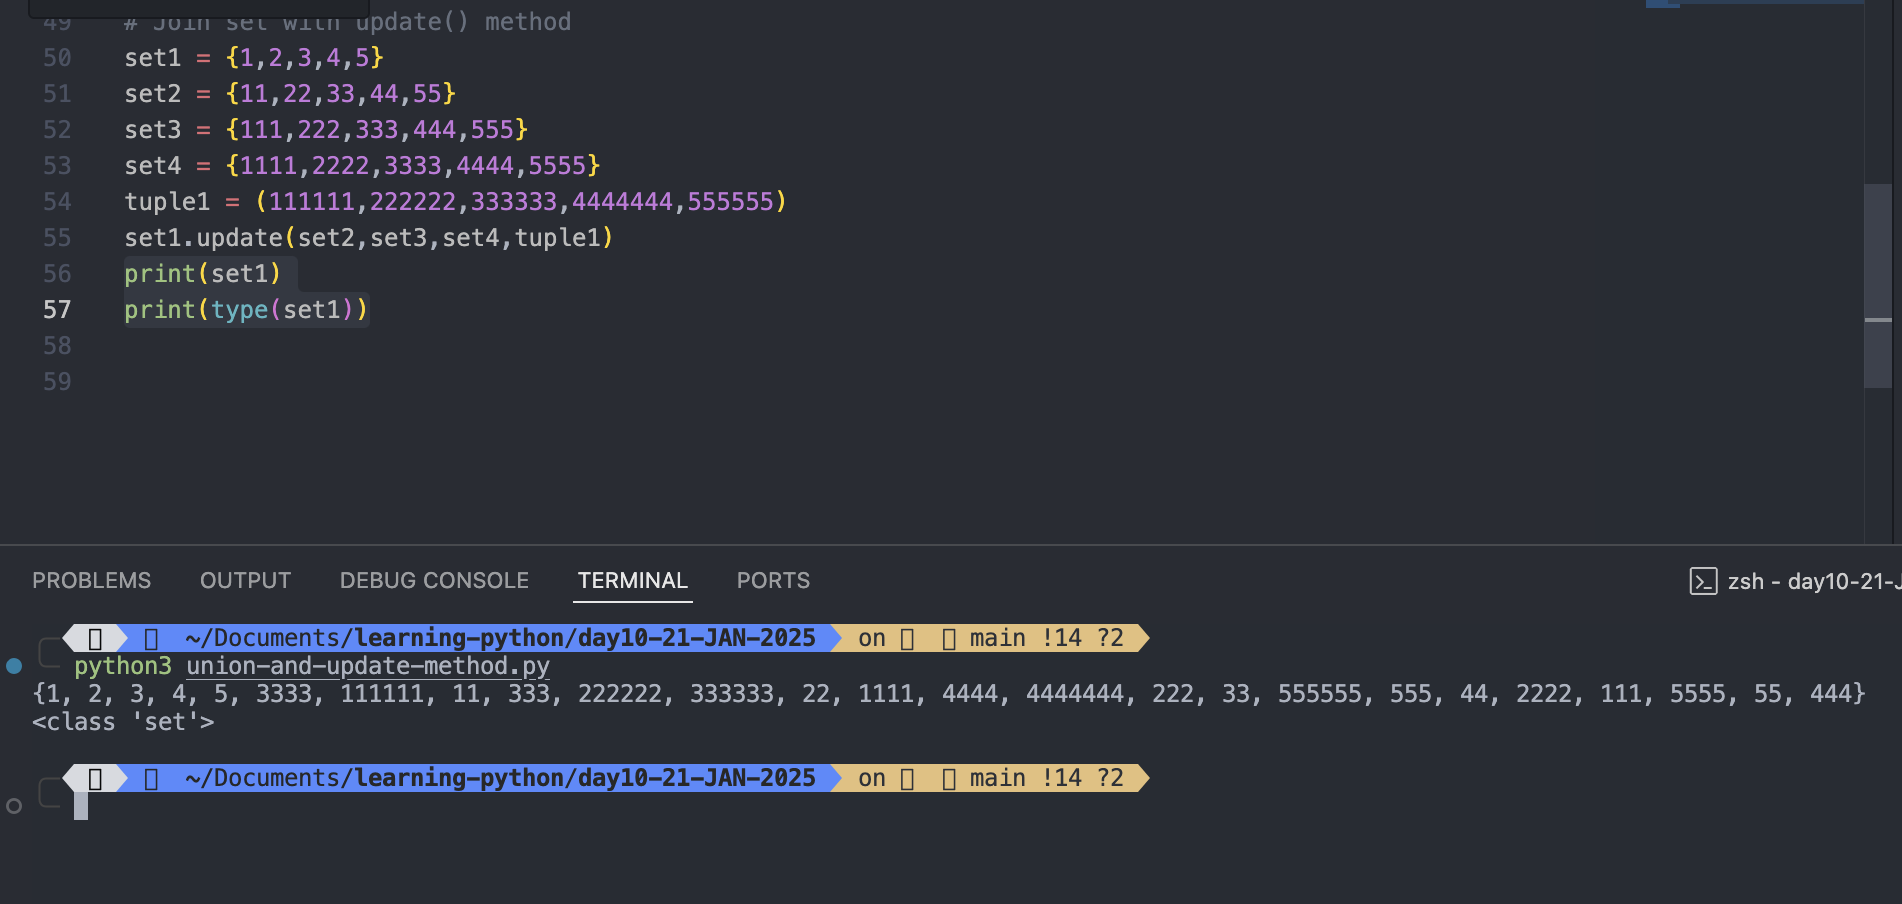 49 # Join set with update() method
50 set1 = {1,2,3,4,5}
51 set2 = {11,22,33,44,55}
52 set3 = {111,222,333,444,555}
53 set4 = {1111,2222,3333,4444,5555}
54 tuple1 = (111111,222222,333333,4444444,555555)
55 set1.update(set2,set3,set4,tuple1)
56 print(set1)
57 print(type(set1))
58
59
PROBLEMS OUTPUT DEBUG CONSOLE TERMINAL PORTS zsh - day10-21-J
~/Documents/learning-python/day10-21-JAN-2025 on main !14 ?2
python3 union-and-update-method.py
{1, 2, 3, 4, 5, 3333, 111111, 11, 333, 222222, 333333, 22, 1111, 4444, 4444444, 222, 33, 555555, 555, 44, 2222, 111, 5555, 55, 444}
<class 'set'>
~/Documents/learning-python/day10-21-JAN-2025 on main !14 ?2